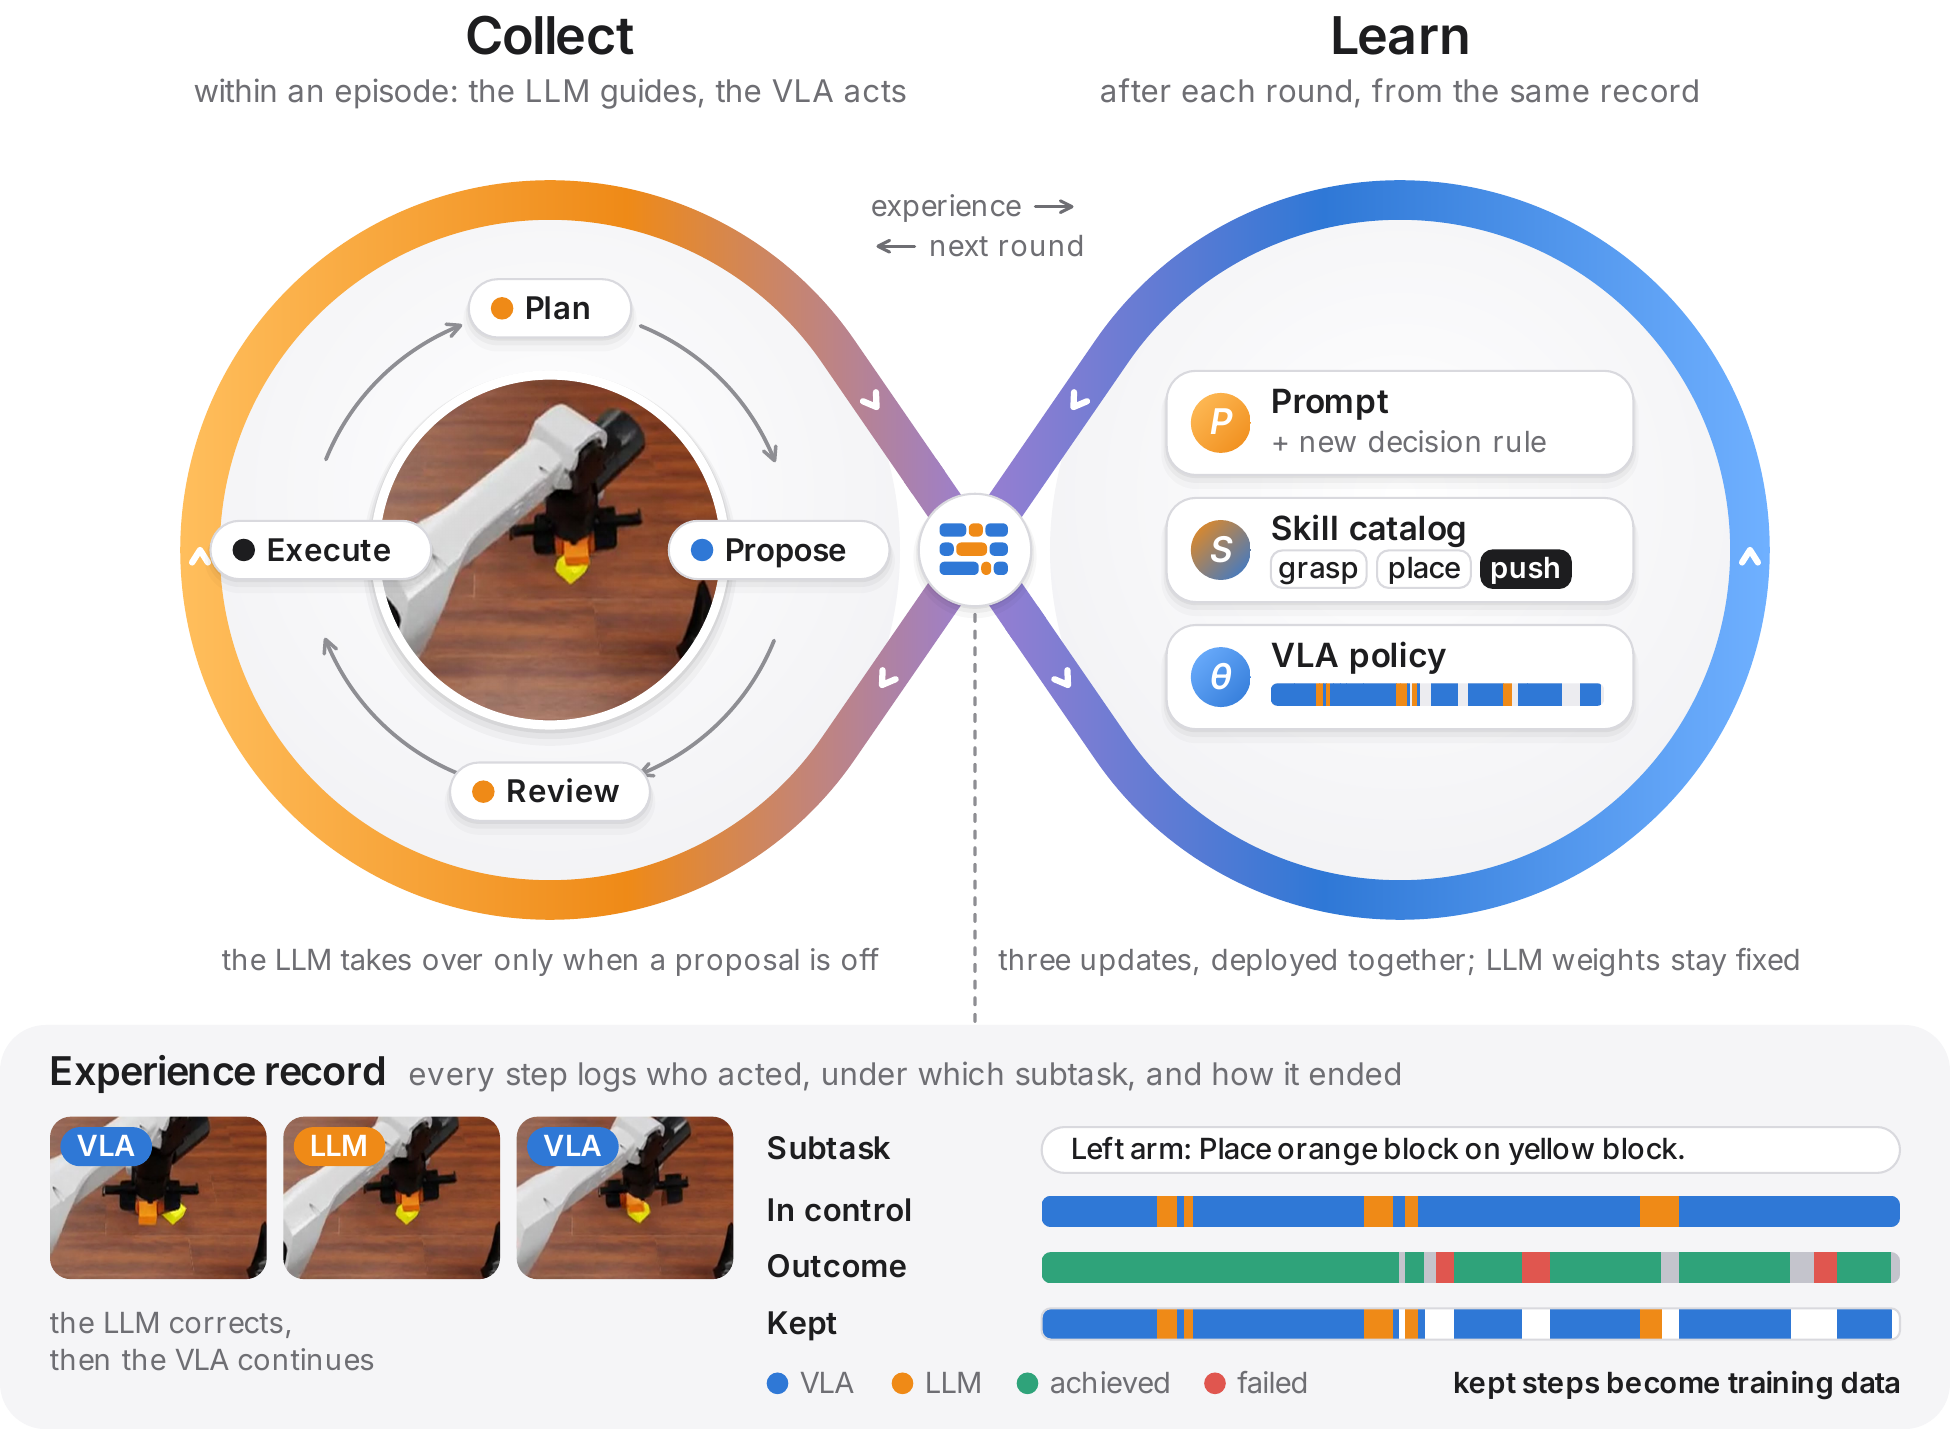 Collect
within an episode: the LLM guides, the VLA acts
Learn
after each round, from the same record
experience →
← next round
Plan
Propose
Execute
Review
P
Prompt
+ new decision rule
S
Skill catalog
grasp place push
θ
VLA policy
the LLM takes over only when a proposal is off
three updates, deployed together; LLM weights stay fixed
Experience record every step logs who acted, under which subtask, and how it ended
VLA
LLM
VLA
the LLM corrects,
then the VLA continues
Subtask
Left arm: Place orange block on yellow block.
In control
Outcome
Kept
VLA LLM achieved failed
kept steps become training data